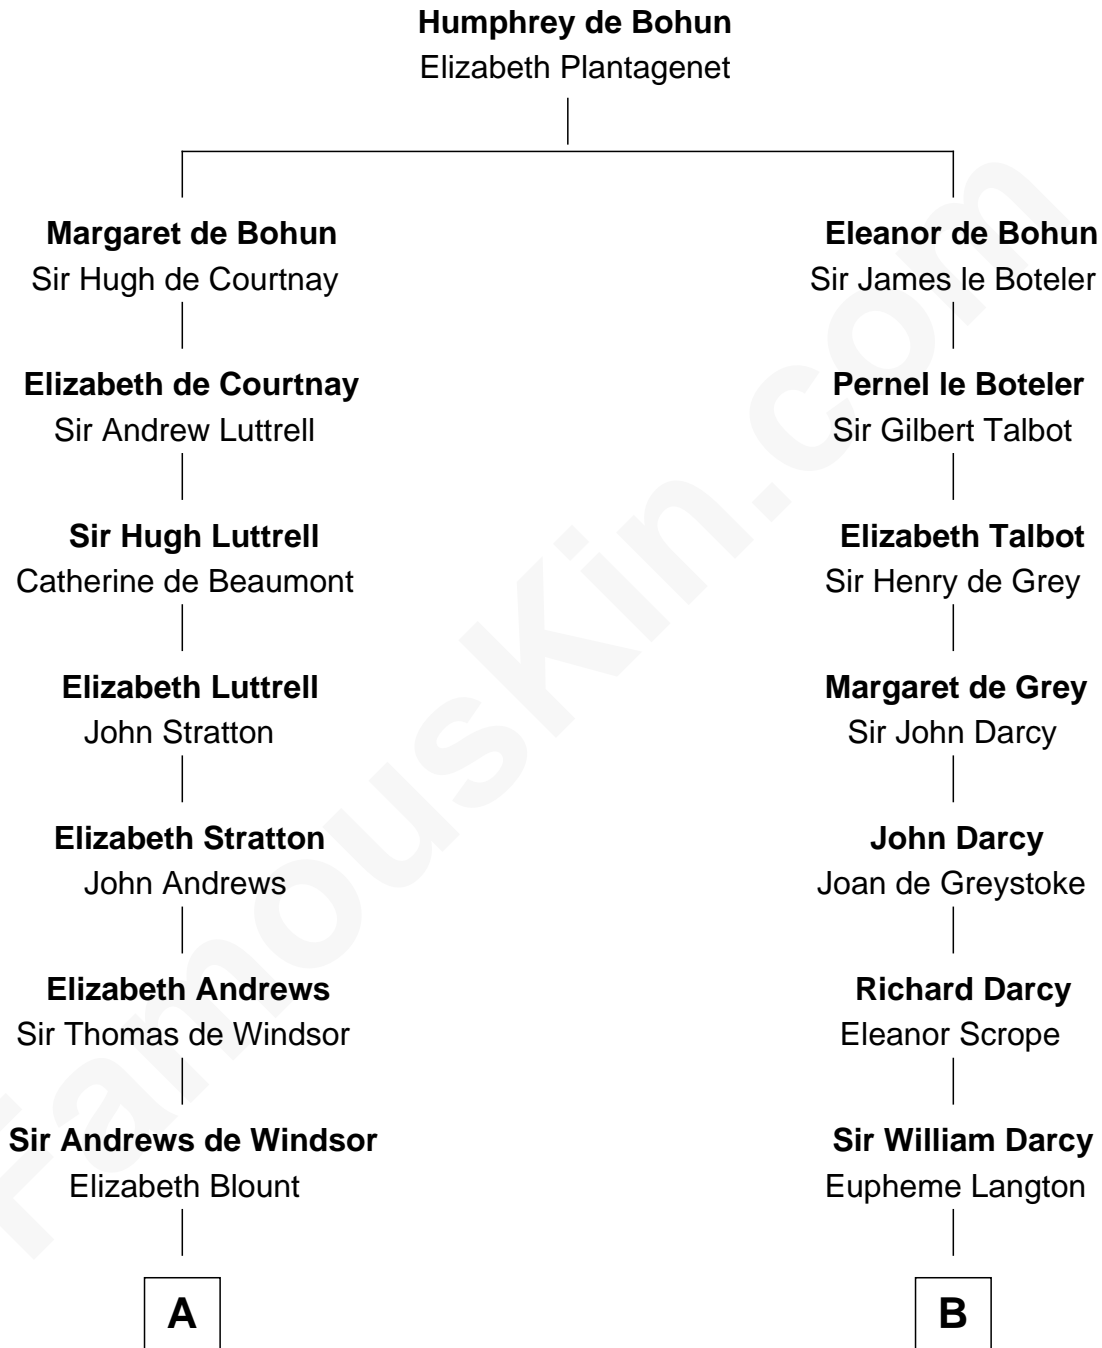 Humphrey de Bohun
Elizabeth Plantagenet
Margaret de Bohun
Sir Hugh de Courtnay
Eleanor de Bohun
Sir James le Boteler
Elizabeth de Courtnay
Sir Andrew Luttrell
Pernel le Boteler
Sir Gilbert Talbot
Sir Hugh Luttrell
Catherine de Beaumont
Elizabeth Talbot
Sir Henry de Grey
Elizabeth Luttrell
John Stratton
Margaret de Grey
Sir John Darcy
Elizabeth Stratton
John Andrews
John Darcy
Joan de Greystoke
Elizabeth Andrews
Sir Thomas de Windsor
Richard Darcy
Eleanor Scrope
Sir Andrews de Windsor
Elizabeth Blount
Sir William Darcy
Eupheme Langton
A
B
FamousKin.com